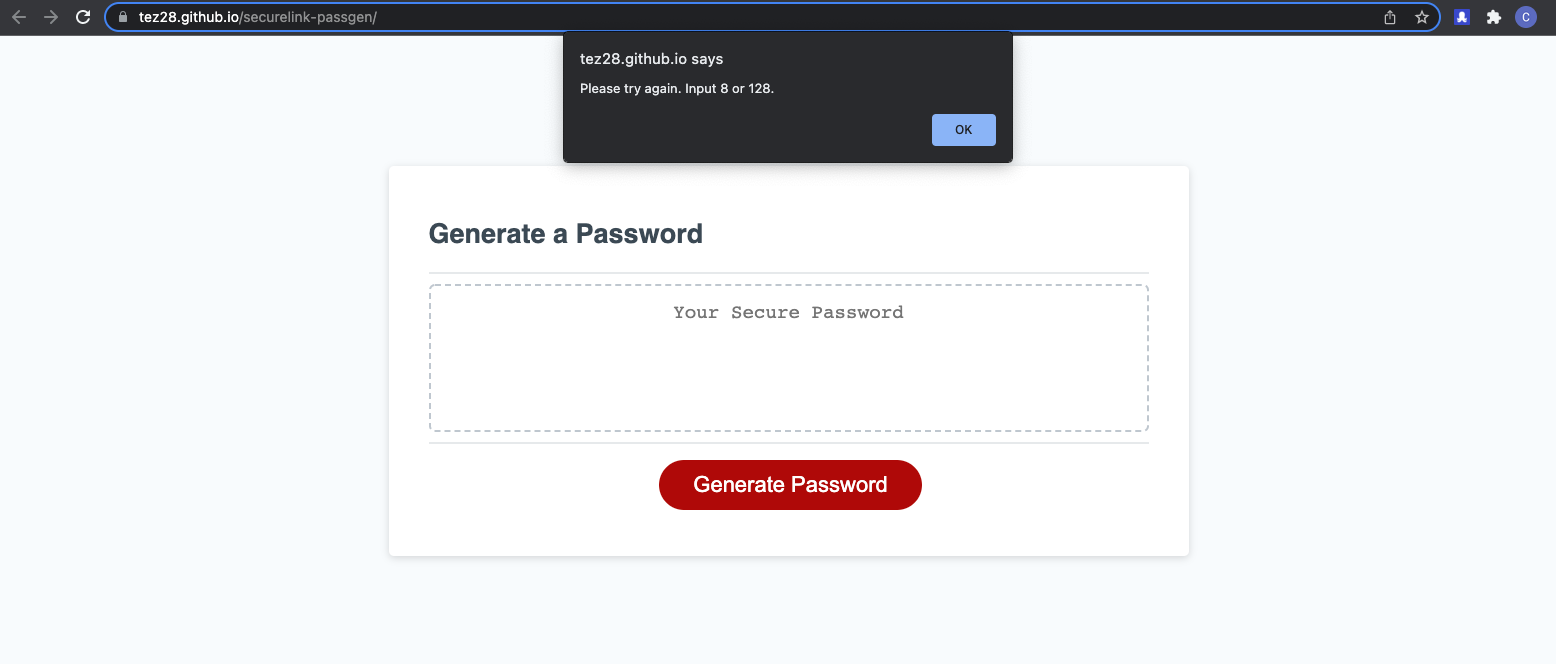 tez28.github.io/securelink-passgen/
C
tez28.github.io says
Please try again. Input 8 or 128.
OK
Generate a Password
Your Secure Password
Generate Password